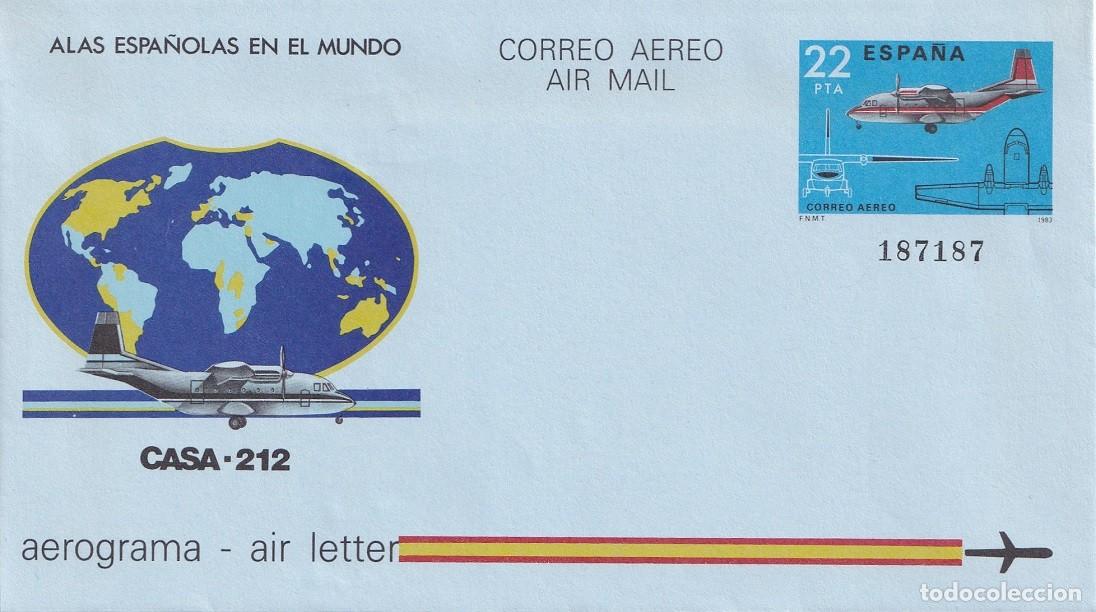 ALAS ESPAÑOLAS EN EL MUNDO
CORREO AEREO
AIR MAIL
22
PTA
ESPAÑA
CORREO AEREO
F.N.M.T.
1983
187187
CASA·212
aerograma - air letter
todocoleccion.net